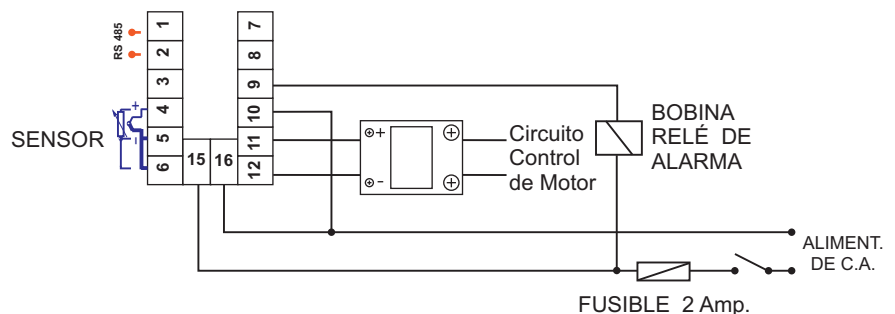 RS 485
1
2
3
4
5
6
7
8
9
10
11
12
15
16
+
-
SENSOR
+
-
Circuito
Control
de Motor
BOBINA
RELÉ DE
ALARMA
ALIMENT.
DE C.A.
FUSIBLE 2 Amp.